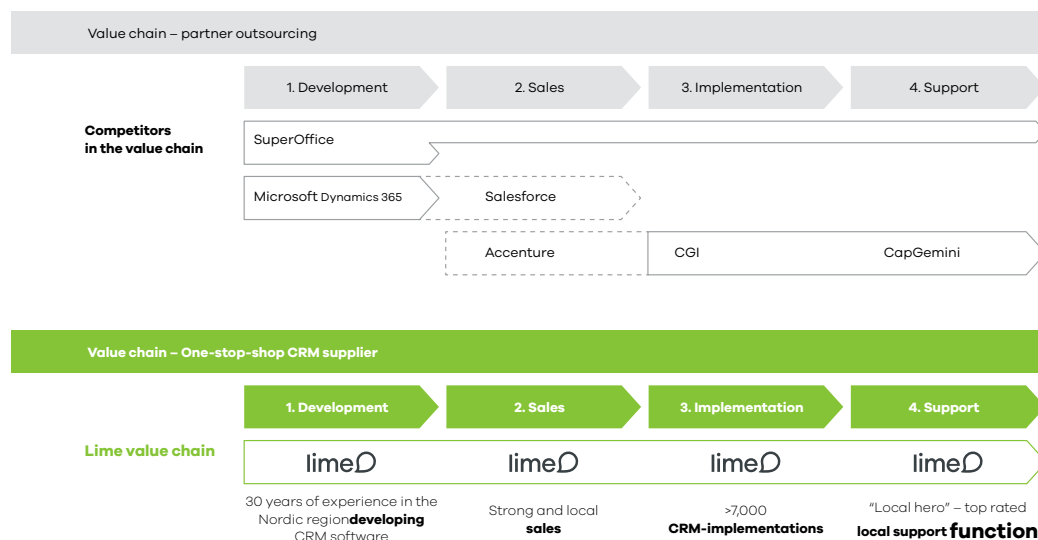 Value chain – partner outsourcing
1. Development
2. Sales
3. Implementation
4. Support
Competitors
in the value chain
SuperOffice
Microsoft Dynamics 365
Salesforce
Accenture
CGI
CapGemini
Value chain – One-stop-shop CRM supplier
1. Development
2. Sales
3. Implementation
4. Support
Lime value chain
lime
lime
lime
lime
30 years of experience in the
Nordic regiondeveloping
CRM software
Strong and local
sales
>7,000
CRM-implementations
“Local hero” – top rated
local support function